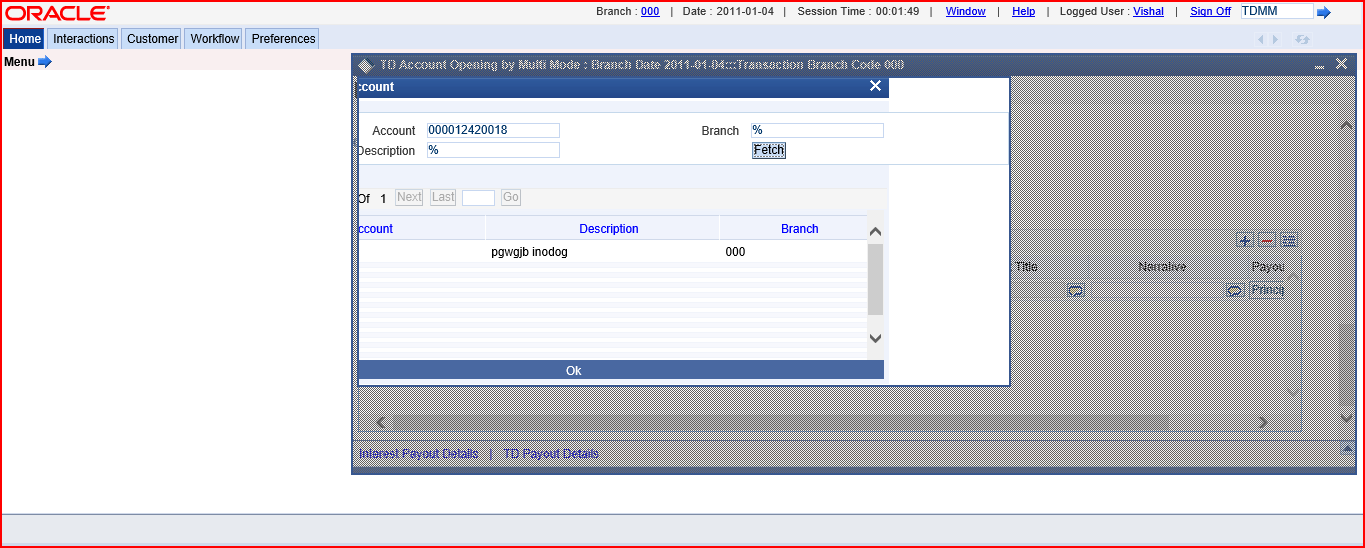 ORACLE Branch : 000 | Date : 2011-01-04 | Session Time : 00:01:49 | Window | Help | Logged User : Vishal | Sign Off TDMM
Home Interactions Customer Workflow Preferences
Menu
TD Account Opening by Multi Mode : Branch Date 2011-01-04:::Transaction Branch Code 000
ccount
Account 000012420018 Branch %
Description % Fetch
Of 1 Next Last Go
ccount Description Branch
pgwgjb inodog 000
Title Narrative Payou
Princi
Ok
Interest Payout Details | TD Payout Details